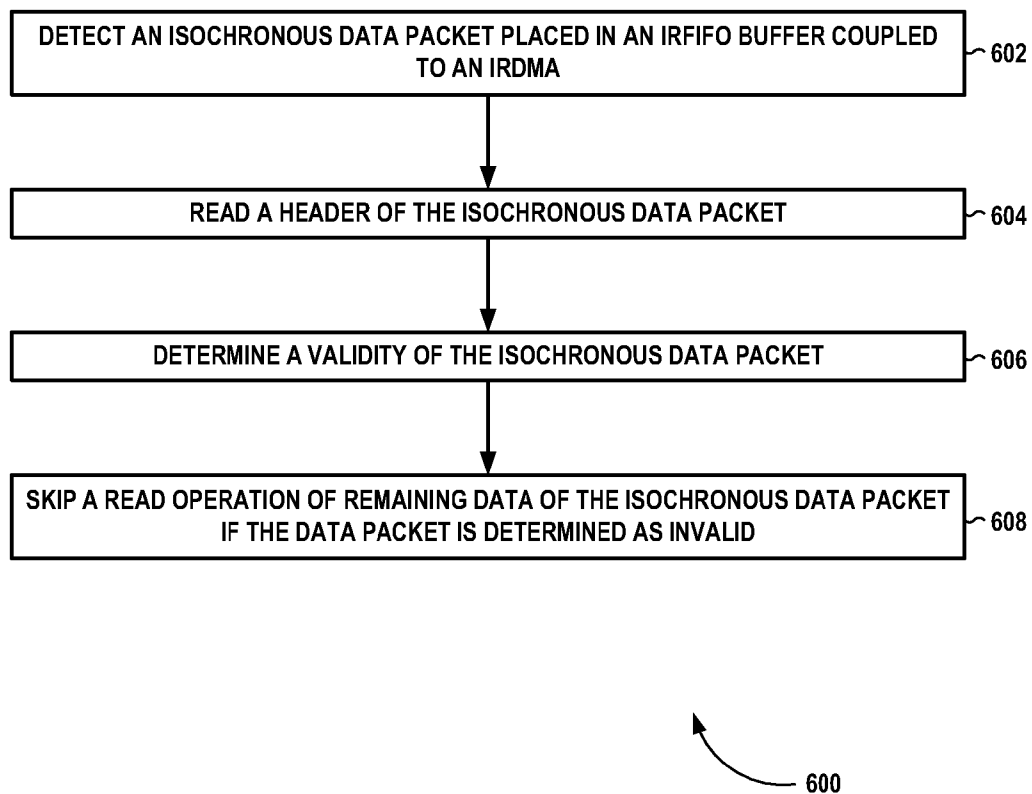 DETECT AN ISOCHRONOUS DATA PACKET PLACED IN AN IRFIFO BUFFER COUPLED
TO AN IRDMA
602
READ A HEADER OF THE ISOCHRONOUS DATA PACKET
604
DETERMINE A VALIDITY OF THE ISOCHRONOUS DATA PACKET
606
SKIP A READ OPERATION OF REMAINING DATA OF THE ISOCHRONOUS DATA PACKET
IF THE DATA PACKET IS DETERMINED AS INVALID
608
600